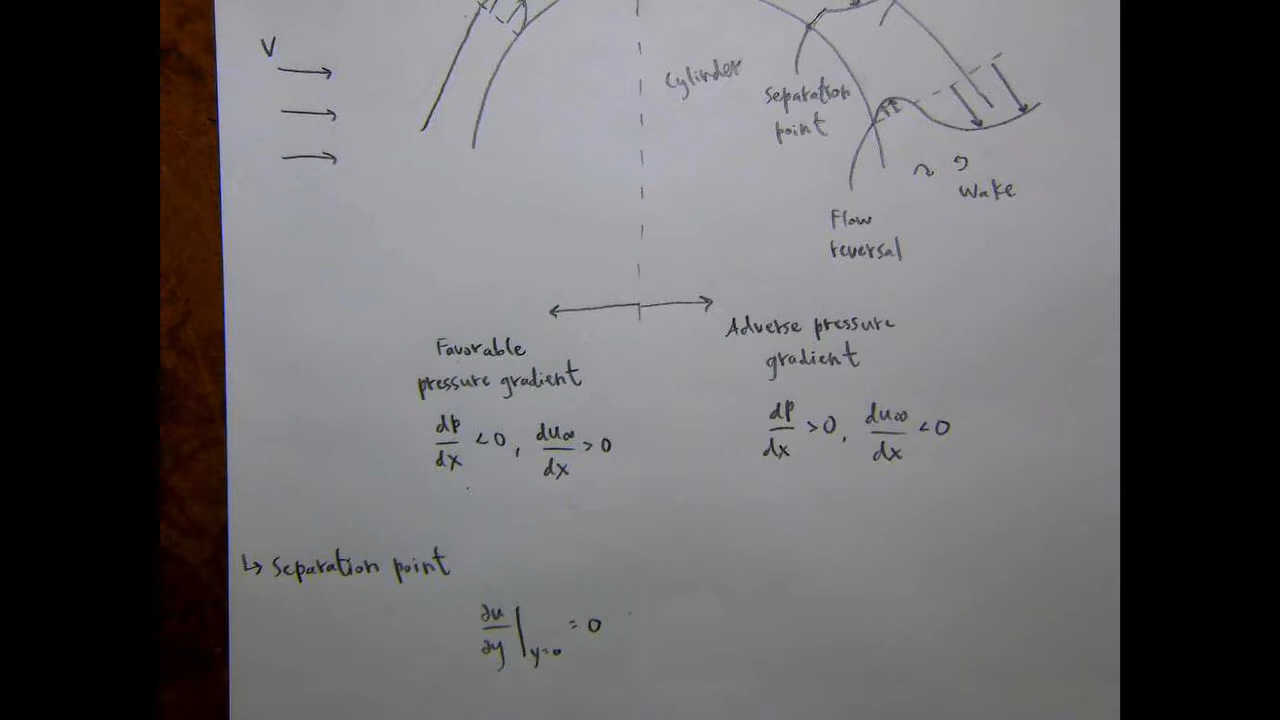 V
Cylinder
Separation
point
Wake
Flow
reversal
Favorable
pressure gradient
dp/dx < 0, du∞/dx > 0
Adverse pressure
gradient
dp/dx > 0, du∞/dx < 0
↳ Separation point
∂u/∂y |y=0 = 0